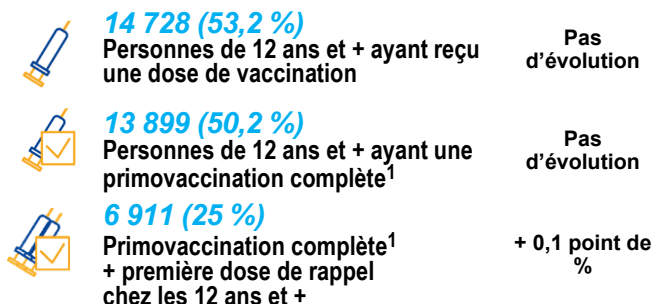 14 728 (53,2 %)
Personnes de 12 ans et + ayant reçu
une dose de vaccination
Pas
d'évolution
13 899 (50,2 %)
Personnes de 12 ans et + ayant une
primovaccination complète1
Pas
d'évolution
6 911 (25 %)
Primovaccination complète1
+ première dose de rappel
chez les 12 ans et +
+ 0,1 point de
%